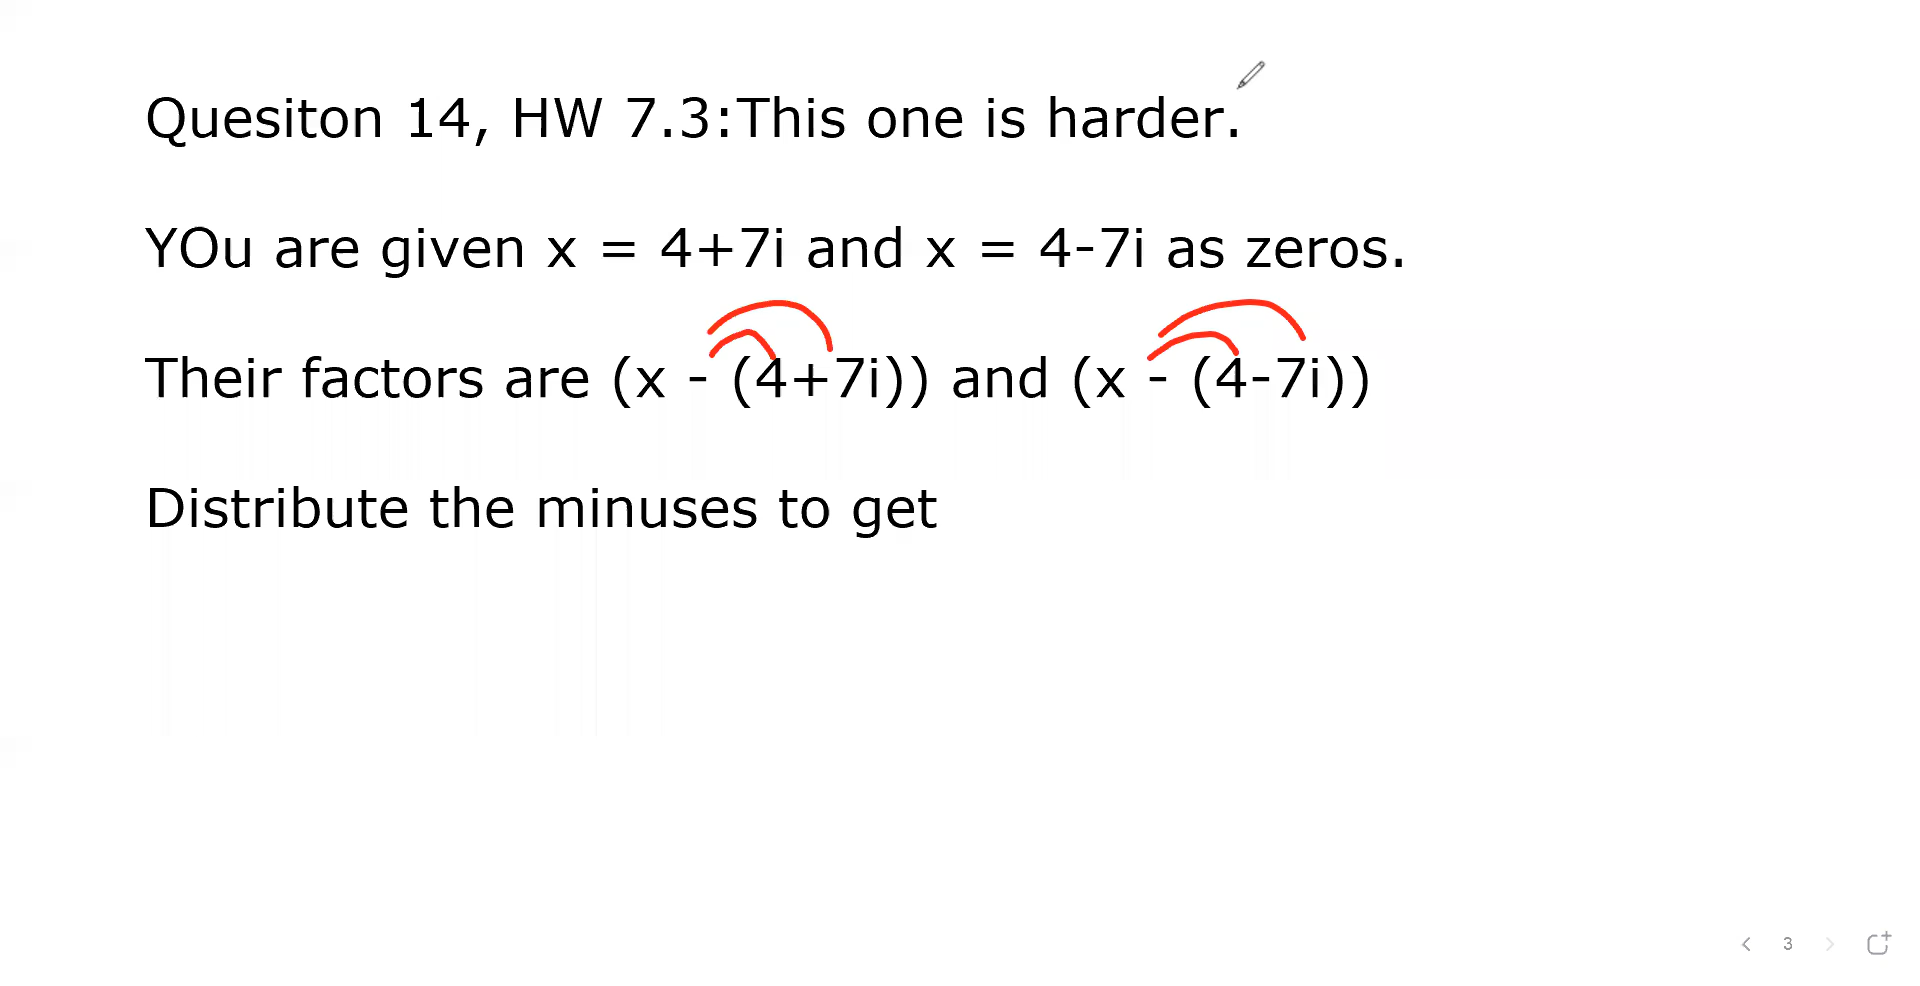 Quesiton 14, HW 7.3:This one is harder.
YOu are given x = 4+7i and x = 4-7i as zeros.
Their factors are (x - (4+7i)) and (x - (4-7i))
Distribute the minuses to get
3